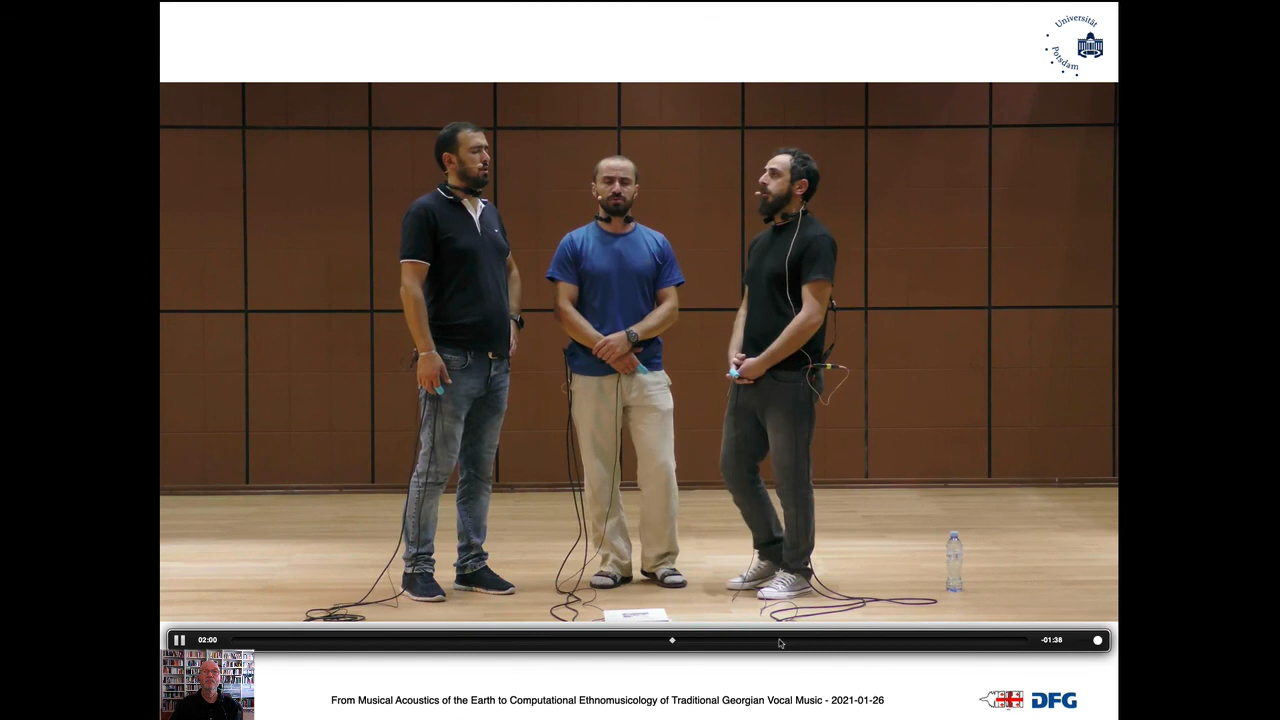 Universität
Potsdam
02:00
-01:38
From Musical Acoustics of the Earth to Computational Ethnomusicology of Traditional Georgian Vocal Music - 2021-01-26
DFG